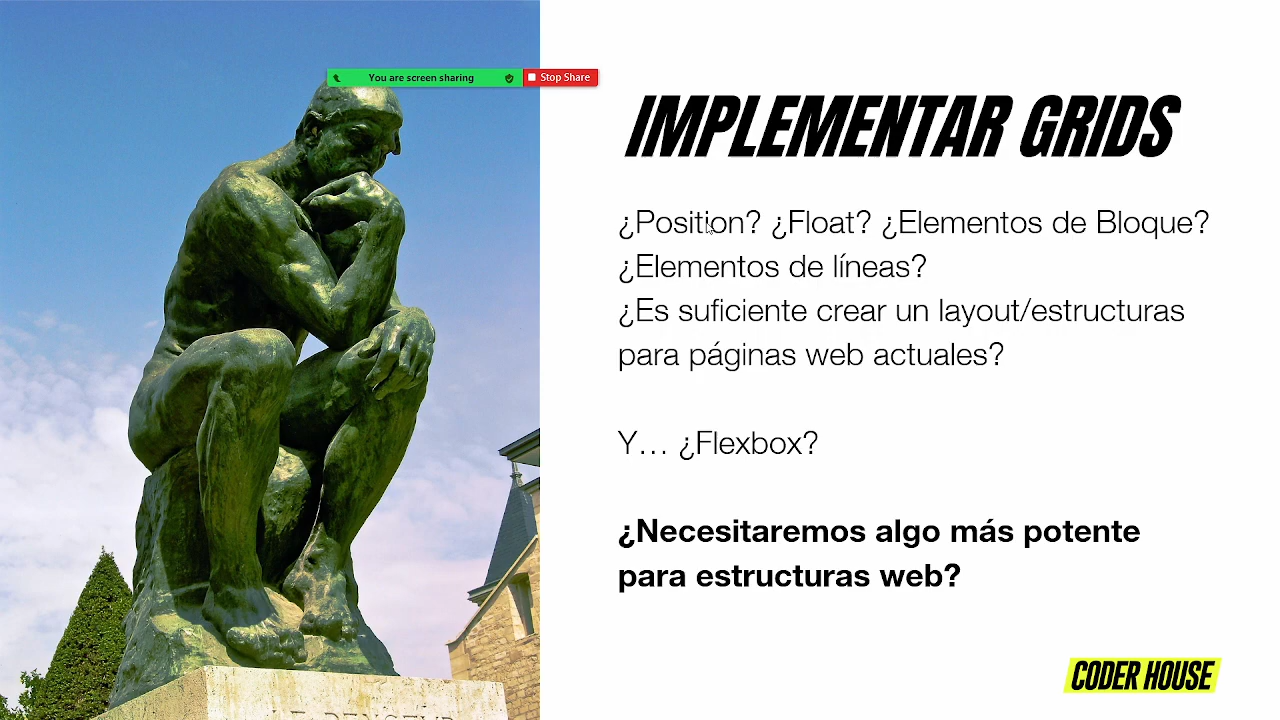 You are screen sharing
Stop Share
IMPLEMENTAR GRIDS
¿Position? ¿Float? ¿Elementos de Bloque?
¿Elementos de líneas?
¿Es suficiente crear un layout/estructuras
para páginas web actuales?
Y… ¿Flexbox?
¿Necesitaremos algo más potente
para estructuras web?
CODER HOUSE